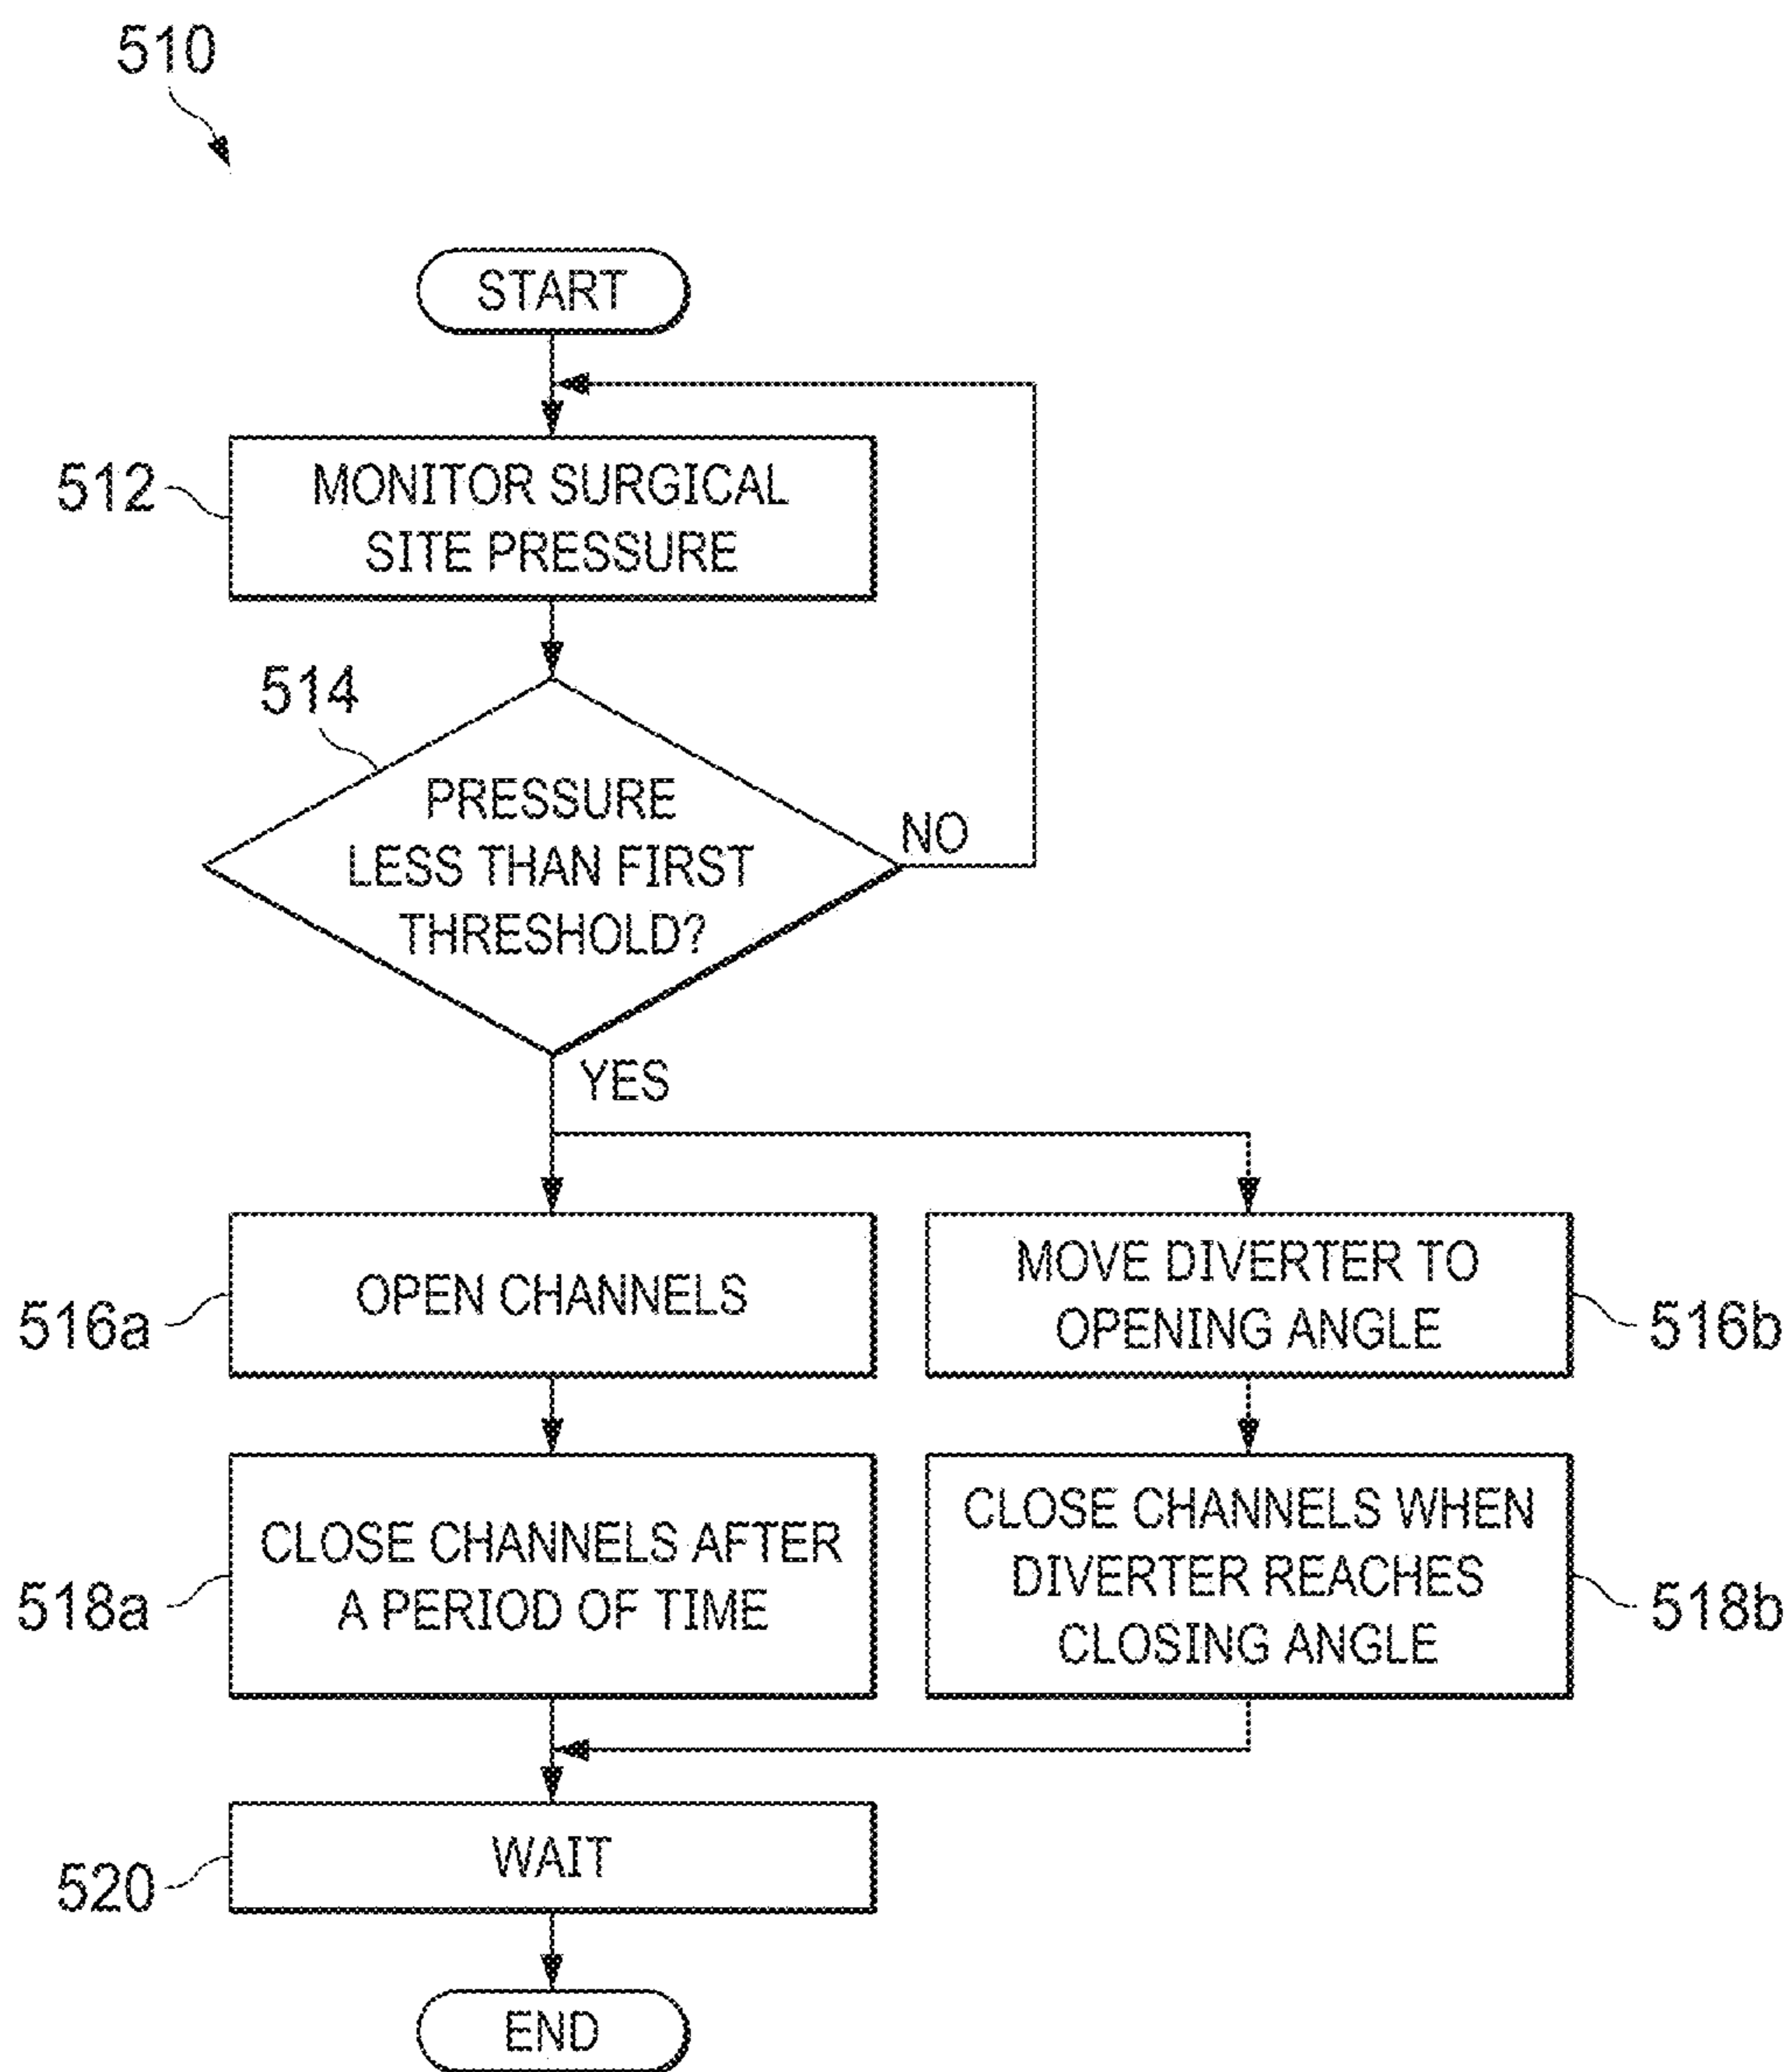 510
START
512
MONITOR SURGICAL
SITE PRESSURE
514
PRESSURE
LESS THAN FIRST
THRESHOLD?
NO
YES
516a
OPEN CHANNELS
MOVE DIVERTER TO
OPENING ANGLE
516b
518a
CLOSE CHANNELS AFTER
A PERIOD OF TIME
CLOSE CHANNELS WHEN
DIVERTER REACHES
CLOSING ANGLE
518b
520
WAIT
END